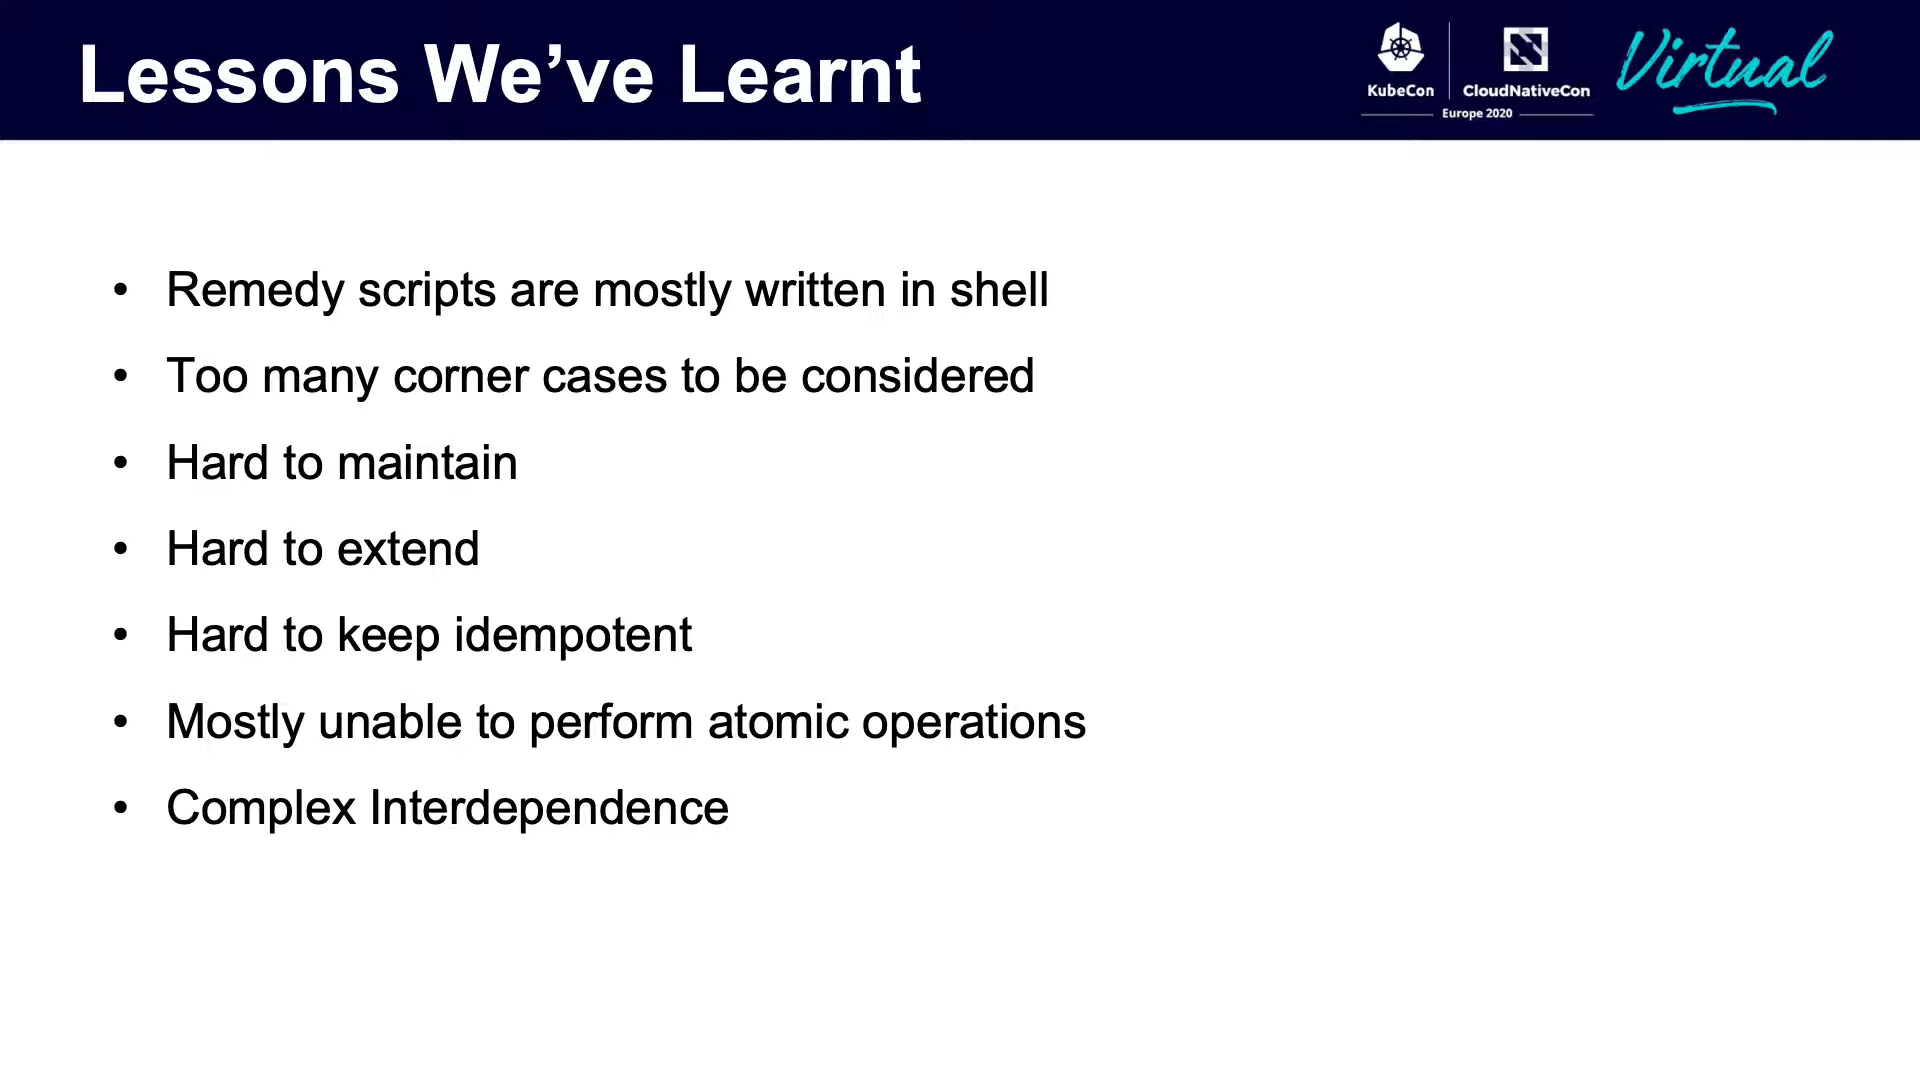 Lessons We’ve Learnt
KubeCon
CloudNativeCon
Europe 2020
Virtual
• Remedy scripts are mostly written in shell
• Too many corner cases to be considered
• Hard to maintain
• Hard to extend
• Hard to keep idempotent
• Mostly unable to perform atomic operations
• Complex Interdependence